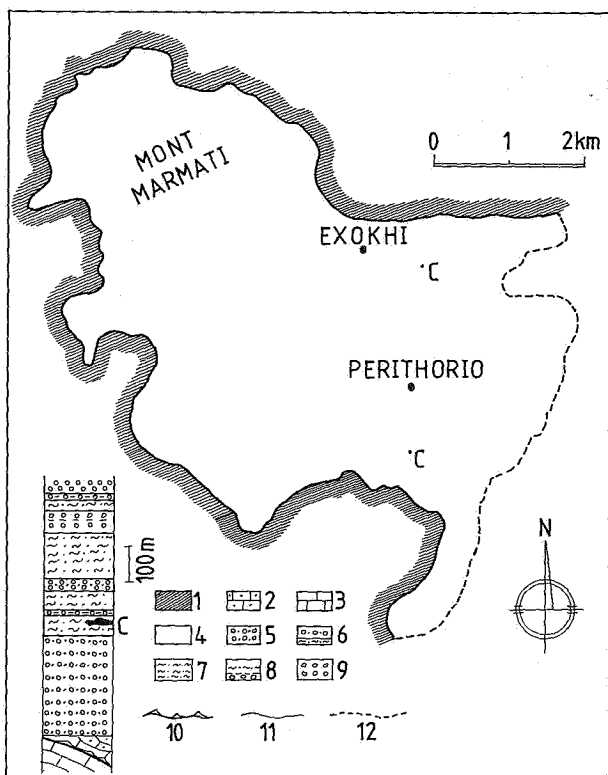 MONT
MARMATI
0 1 2km
EXOKHI
C
PERITHORIO
C
N
100m
C
1 2 3
4 5 6
7 8 9
10 11 12